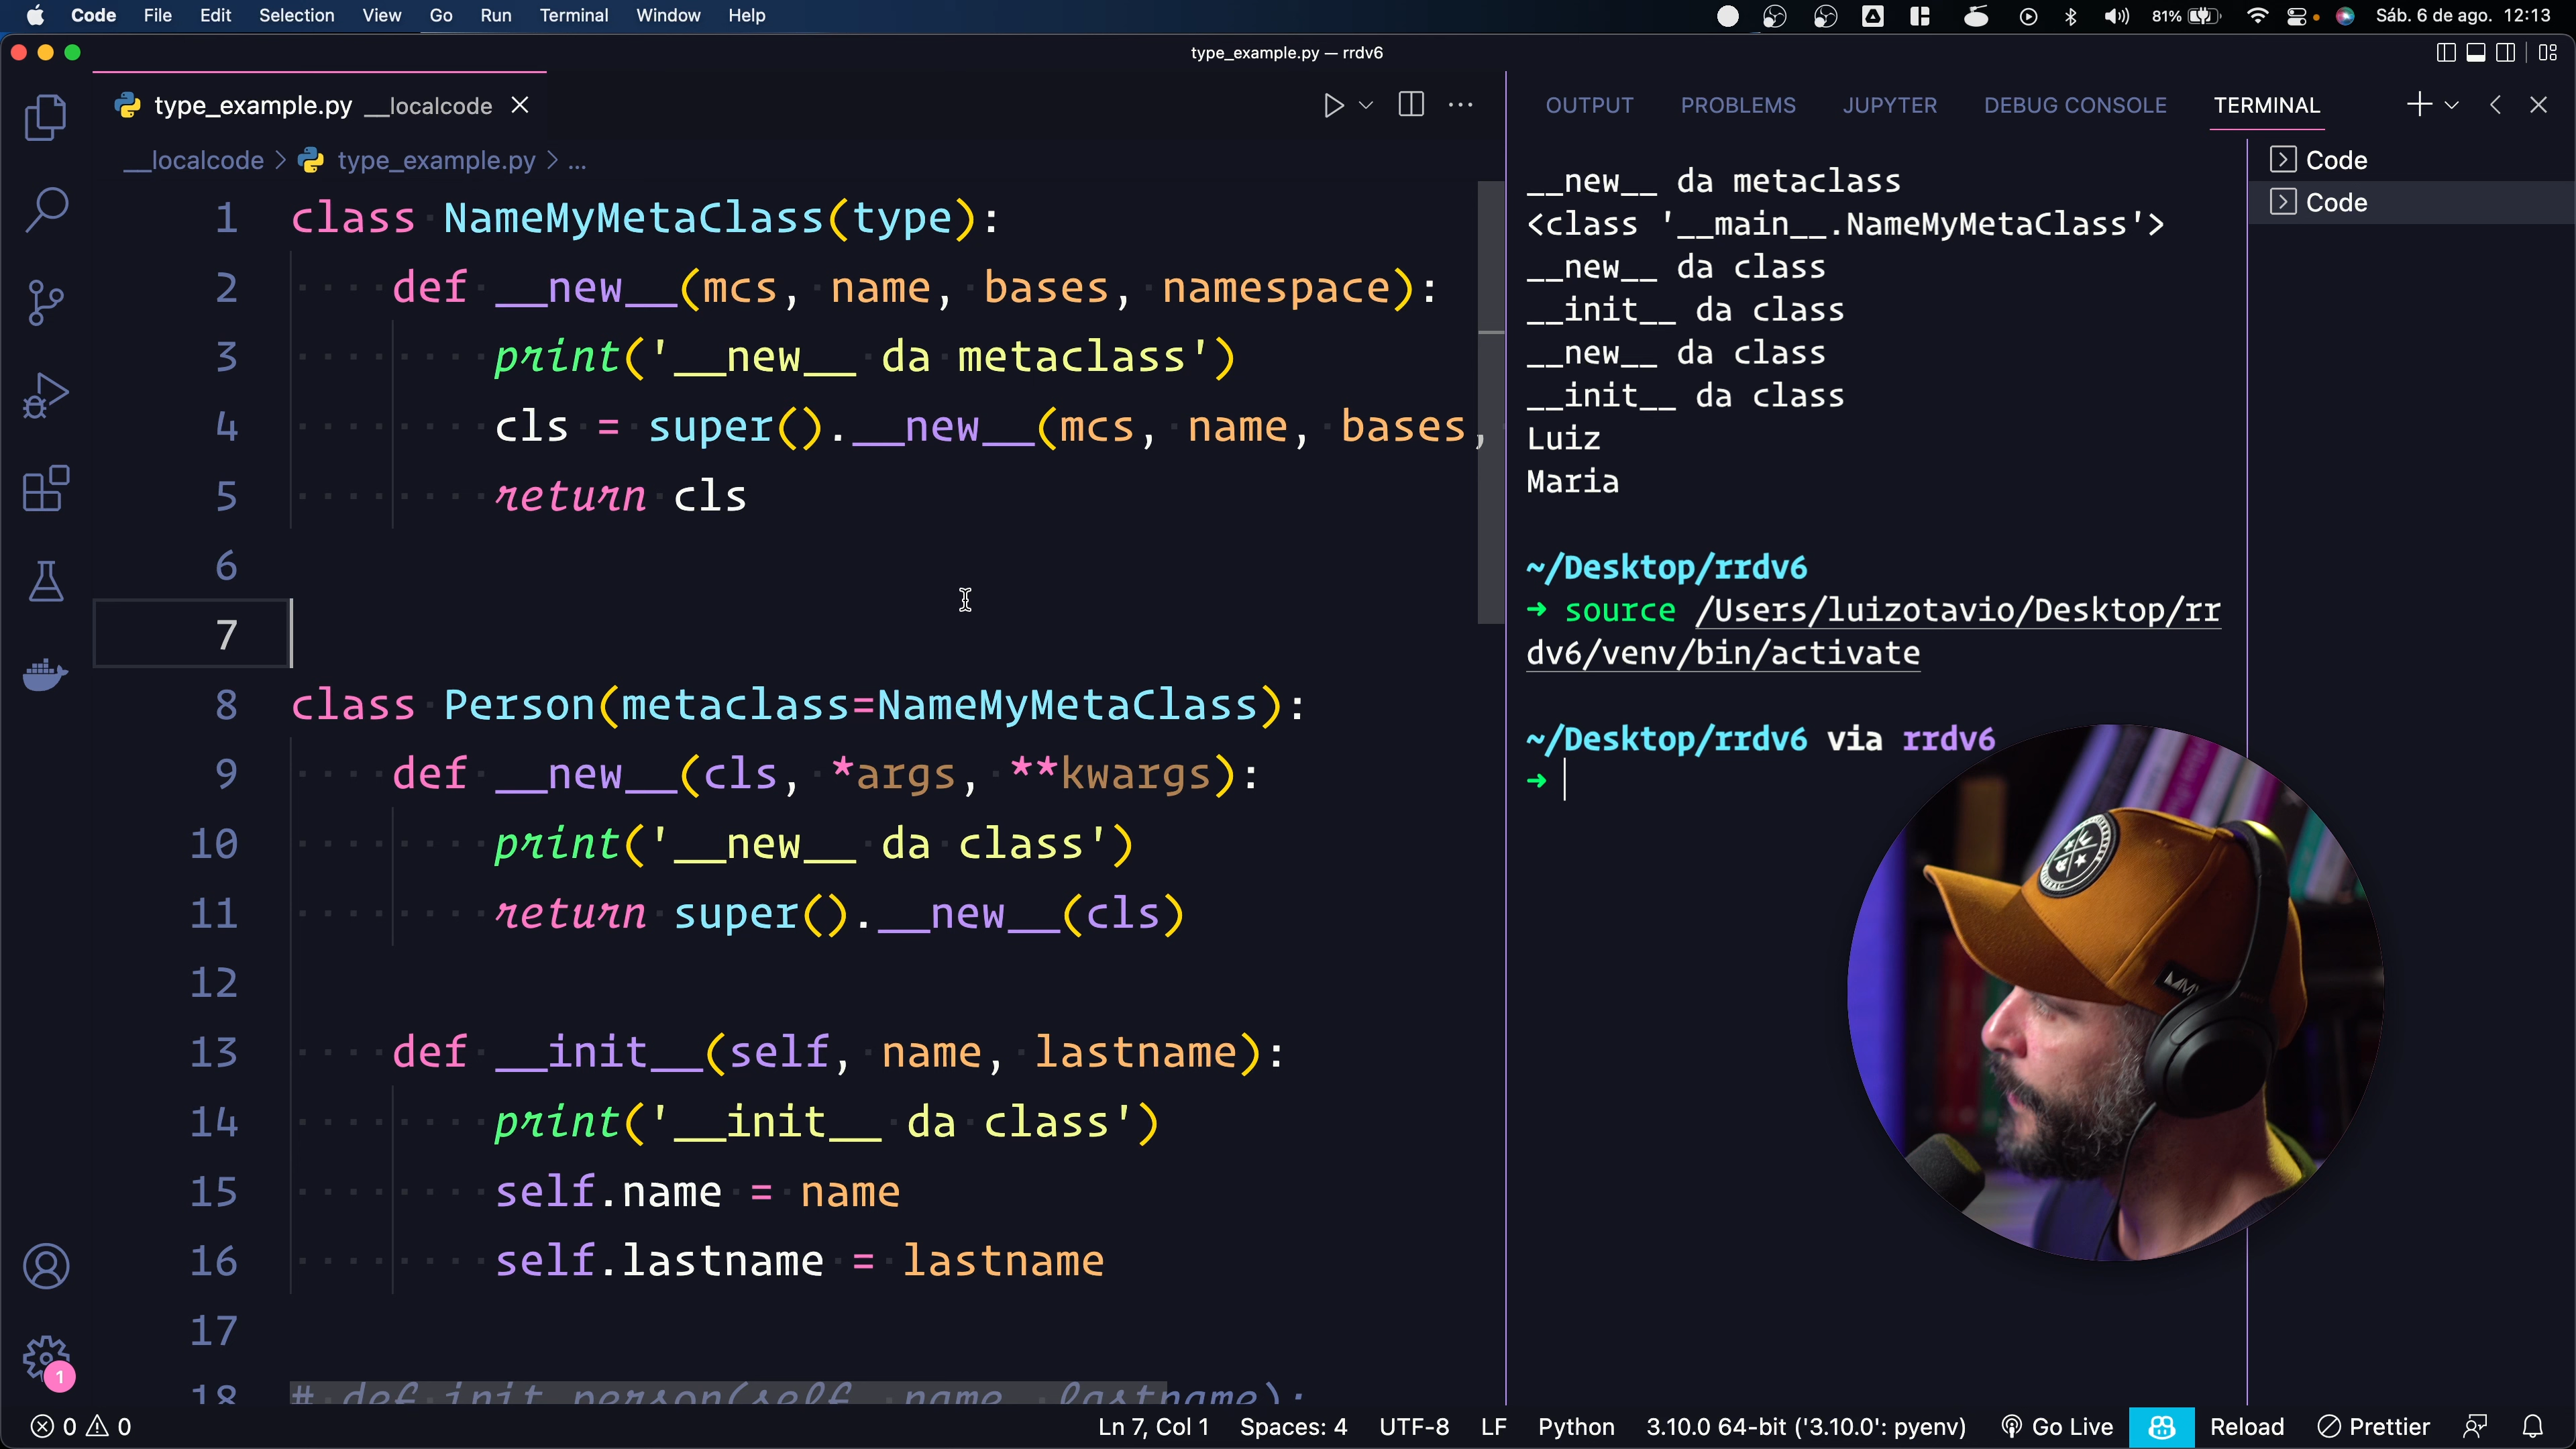 Code File Edit Selection View Go Run Terminal Window Help 81% Sáb. 6 de ago. 12:13
type_example.py — rrdv6
type_example.py __localcode
__localcode > type_example.py > ...
1 class NameMyMetaClass(type):
2 def __new__(mcs, name, bases, namespace):
3 print('__new__ da metaclass')
4 cls = super().__new__(mcs, name, bases,
5 return cls
6
7
8 class Person(metaclass=NameMyMetaClass):
9 def __new__(cls, *args, **kwargs):
10 print('__new__ da class')
11 return super().__new__(cls)
12
13 def __init__(self, name, lastname):
14 print('__init__ da class')
15 self.name = name
16 self.lastname = lastname
17
18 # def init_person(self, name, lastname):
OUTPUT PROBLEMS JUPYTER DEBUG CONSOLE TERMINAL
__new__ da metaclass
<class '__main__.NameMyMetaClass'>
__new__ da class
__init__ da class
__new__ da class
__init__ da class
Luiz
Maria
~/Desktop/rrdv6
➜ source /Users/luizotavio/Desktop/rr
dv6/venv/bin/activate
~/Desktop/rrdv6 via rrdv6
➜
Code
Code
1
0 0 Ln 7, Col 1 Spaces: 4 UTF-8 LF Python 3.10.0 64-bit ('3.10.0': pyenv) Go Live Reload Prettier